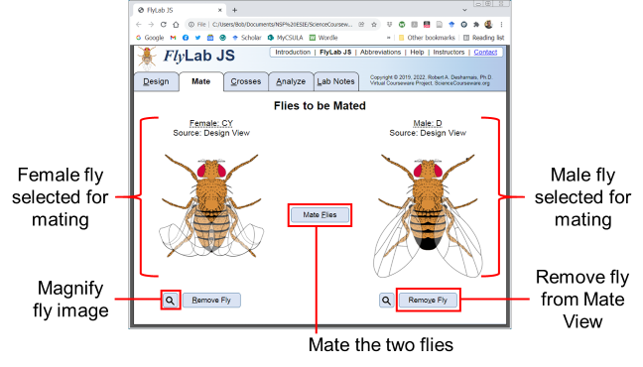 FlyLab JS
File | C:/Users/Bob/Documents/NSP%20ESIE/ScienceCoursew...
Google MyCSULA Wordle » Other bookmarks Reading list
Scholar
FlyLab JS
Introduction | FlyLab JS | Abbreviations | Help | Instructors | Contact
Design Mate Crosses Analyze Lab Notes
Copyright © 2019, 2022, Robert A. Desharnais, Ph.D.
Virtual Courseware Project, ScienceCourseware.org
Flies to be Mated
Female: CY
Source: Design View
Male: D
Source: Design View
Female fly
selected for
mating
Mate Flies
Male fly
selected for
mating
Magnify
fly image
Remove Fly
Remove Fly
Remove fly
from Mate
View
Mate the two flies